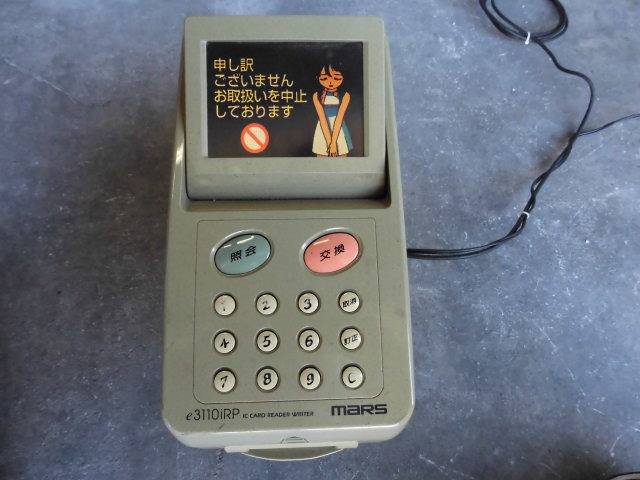 申し訳
ございません
お取扱いを中止
しております
照会
交換
1 2 3 取消
4 5 6 訂正
7 8 9 C
e3110iRP IC CARD READER WRITER mars